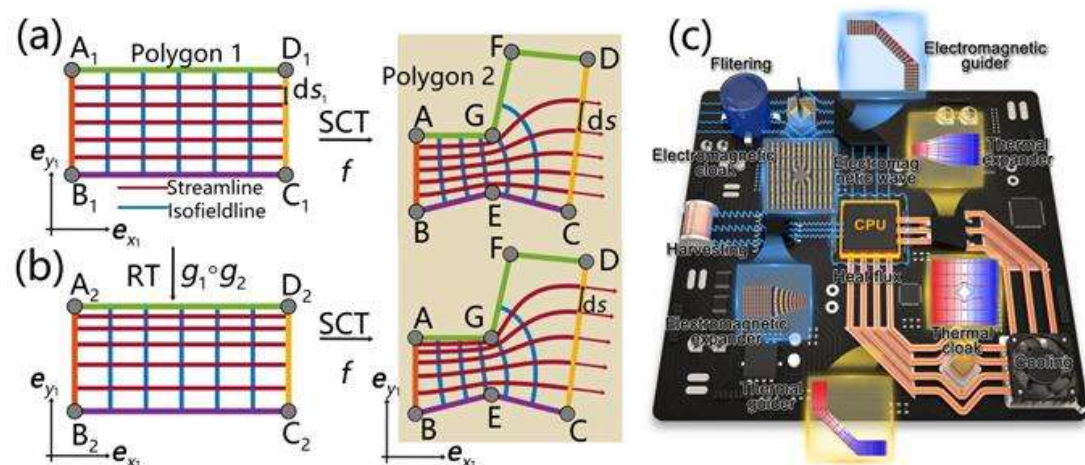 (a)
A1
Polygon 1
D1
ds1
ey1
B1
Streamline
C1
Isofieldline
ex1
SCT
f
Polygon 2
F
D
A
G
ds
B
E
C
(b)
RT
g1∘g2
A2
D2
ey1
B2
C2
ex1
SCT
f
F
D
A
G
ds
ey1
B
E
C
ex1
(c)
Electromagnetic
guider
Flitering
Electromagnetic
cloak
Electromag
netic wave
Thermal
expander
CPU
Harvesting
Heat flux
Electromagnetic
expander
Thermal
cloak
Cooling
Thermal
guider